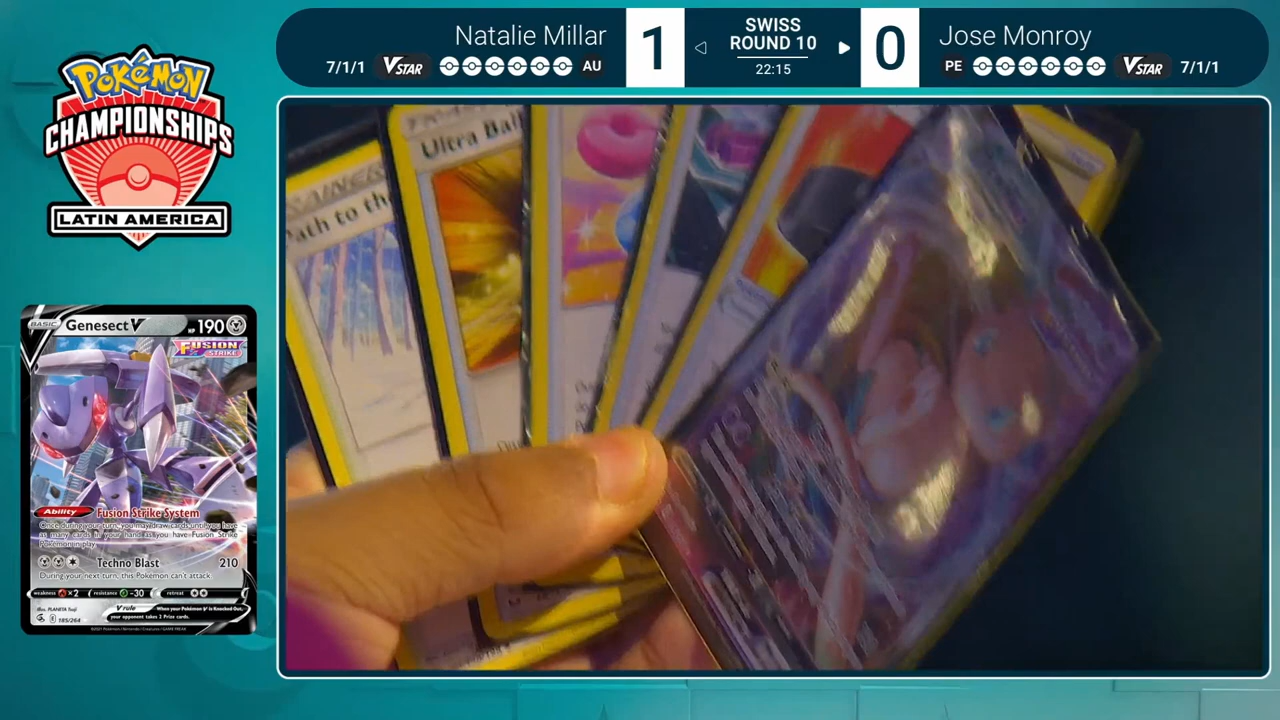 Natalie Millar
1
SWISS
ROUND 10
22:15
0
Jose Monroy
7/1/1
VSTAR
AU
PE
VSTAR
7/1/1
Pokémon
CHAMPIONSHIPS
LATIN AMERICA
TRAINER
Path to th
Ultra Bal
BASIC
Genesect V
HP 190
FUSION
STRIKE
Ability
Fusion Strike System
Once during your turn, you may draw cards until you have
as many cards in your hand as you have Fusion Strike
Pokémon in play.
Techno Blast
210
During your next turn, this Pokémon can't attack.
weakness ×2
resistance -30
retreat
V rule
When your Pokémon V is Knocked Out,
your opponent takes 2 Prize cards.
185/264